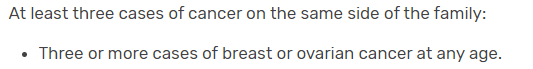 At least three cases of cancer on the same side of the family:
• Three or more cases of breast or ovarian cancer at any age.